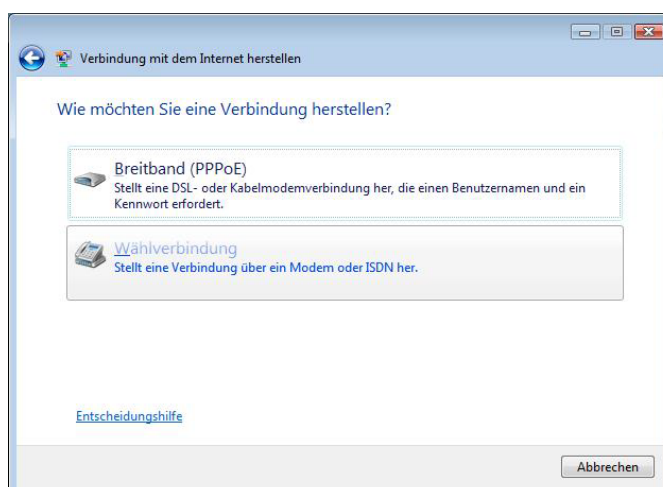 Verbindung mit dem Internet herstellen
Wie möchten Sie eine Verbindung herstellen?
Breitband (PPPoE)
Stellt eine DSL- oder Kabelmodemverbindung her, die einen Benutzernamen und ein
Kennwort erfordert.
Wählverbindung
Stellt eine Verbindung über ein Modem oder ISDN her.
Entscheidungshilfe
Abbrechen